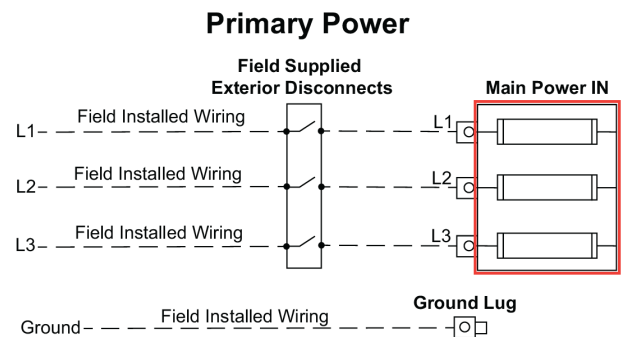 Primary Power
Field Supplied
Exterior Disconnects
Main Power IN
L1 Field Installed Wiring L1
L2 Field Installed Wiring L2
L3 Field Installed Wiring L3
Ground Lug
Ground Field Installed Wiring